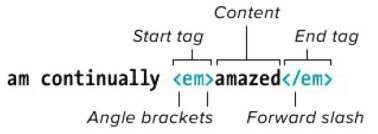 Content
Start tag End tag
am continually <em>amazed</em>
Angle brackets Forward slash